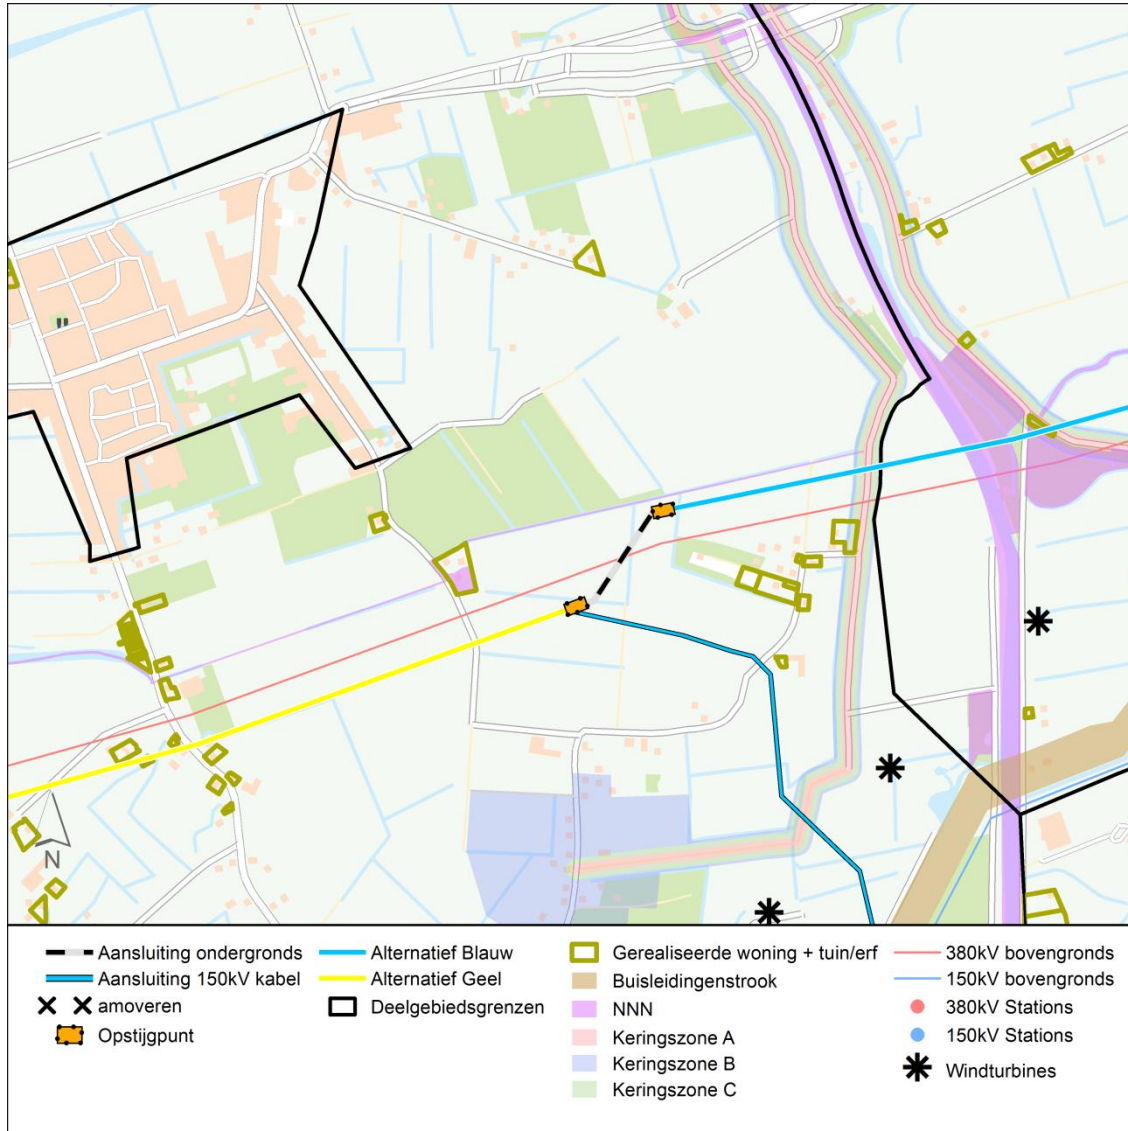 N
Aansluiting ondergronds
Aansluiting 150kV kabel
amoveren
Opstijgpunt
Alternatief Blauw
Alternatief Geel
Deelgebiedsgrenzen
Gerealiseerde woning + tuin/erf
Buisleidingenstrook
NNN
Keringszone A
Keringszone B
Keringszone C
380kV bovengronds
150kV bovengronds
380kV Stations
150kV Stations
Windturbines